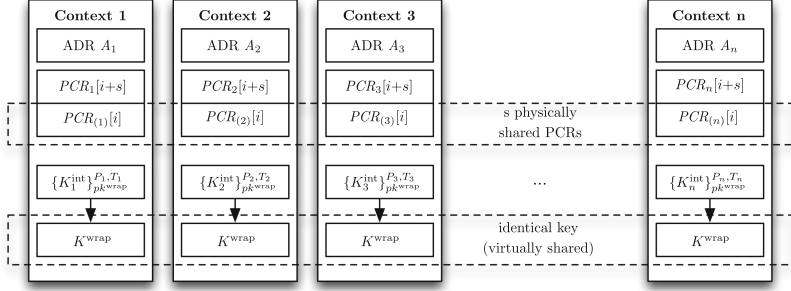 Context 1 Context 2 Context 3 Context n
ADR A₁ ADR A₂ ADR A₃ ADR Aₙ
PCR₁[i+s] PCR₂[i+s] PCR₃[i+s] PCRₙ[i+s]
PCR₍₁₎[i] PCR₍₂₎[i] PCR₍₃₎[i] s physically PCR₍ₙ₎[i]
shared PCRs
{K₁^int}_{pk^wrap}^{P₁,T₁} {K₂^int}_{pk^wrap}^{P₂,T₂} {K₃^int}_{pk^wrap}^{P₃,T₃} ... {Kₙ^int}_{pk^wrap}^{Pₙ,Tₙ}
identical key
K^wrap K^wrap K^wrap (virtually shared) K^wrap